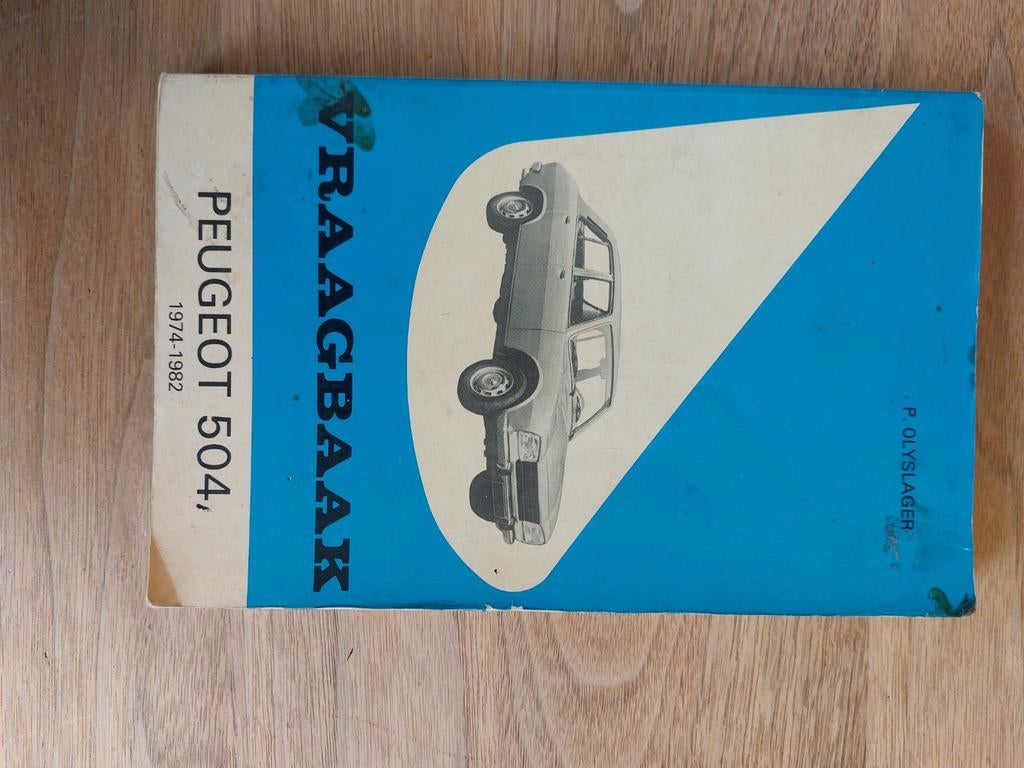 P. OLYSLAGER
VRAAGBAAK
PEUGEOT 504,
1974-1982